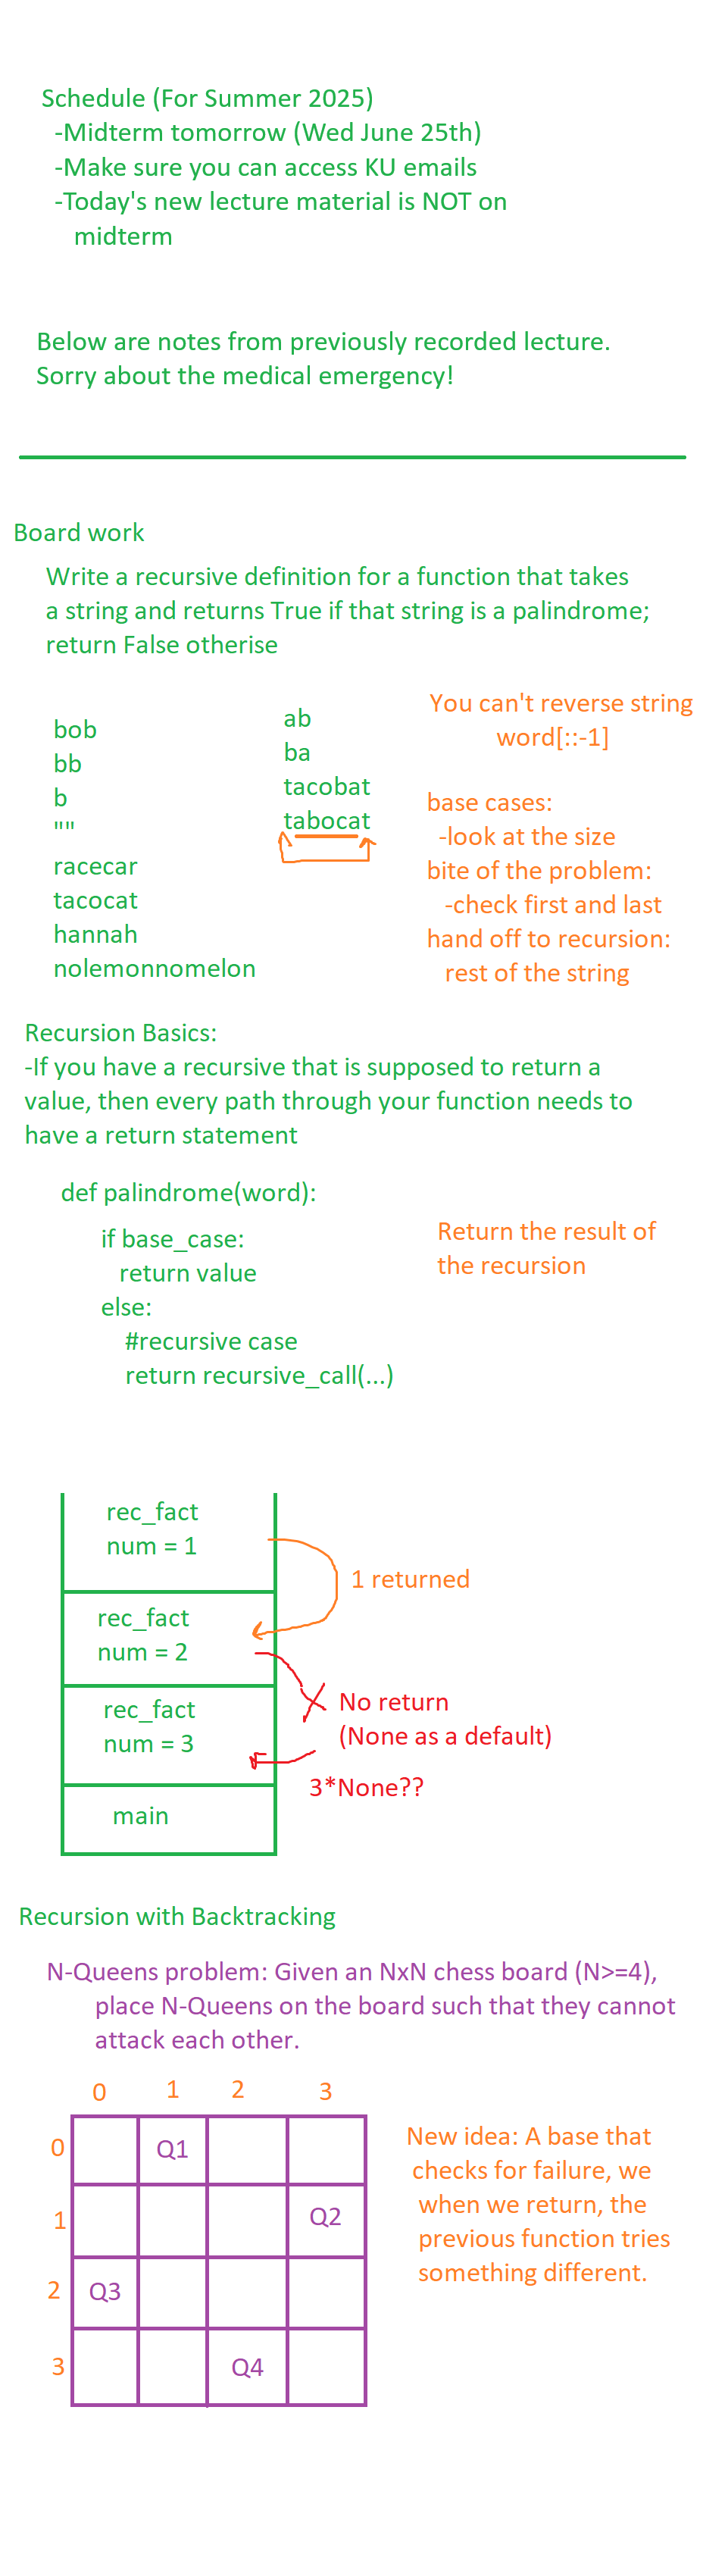 Schedule (For Summer 2025)
-Midterm tomorrow (Wed June 25th)
-Make sure you can access KU emails
-Today's new lecture material is NOT on
midterm
Below are notes from previously recorded lecture.
Sorry about the medical emergency!
Board work
Write a recursive definition for a function that takes
a string and returns True if that string is a palindrome;
return False otherise
bob
bb
b
""
racecar
tacocat
hannah
nolemonnomelon
ab
ba
tacobat
tabocat
You can't reverse string
word[::-1]
base cases:
-look at the size
bite of the problem:
-check first and last
hand off to recursion:
rest of the string
Recursion Basics:
-If you have a recursive that is supposed to return a
value, then every path through your function needs to
have a return statement
def palindrome(word):
if base_case:
return value
else:
#recursive case
return recursive_call(...)
Return the result of
the recursion
rec_fact
num = 1
1 returned
rec_fact
num = 2
No return
(None as a default)
rec_fact
num = 3
3*None??
main
Recursion with Backtracking
N-Queens problem: Given an NxN chess board (N>=4),
place N-Queens on the board such that they cannot
attack each other.
0 1 2 3
0 Q1
1 Q2
2 Q3
3 Q4
New idea: A base that
checks for failure, we
when we return, the
previous function tries
something different.